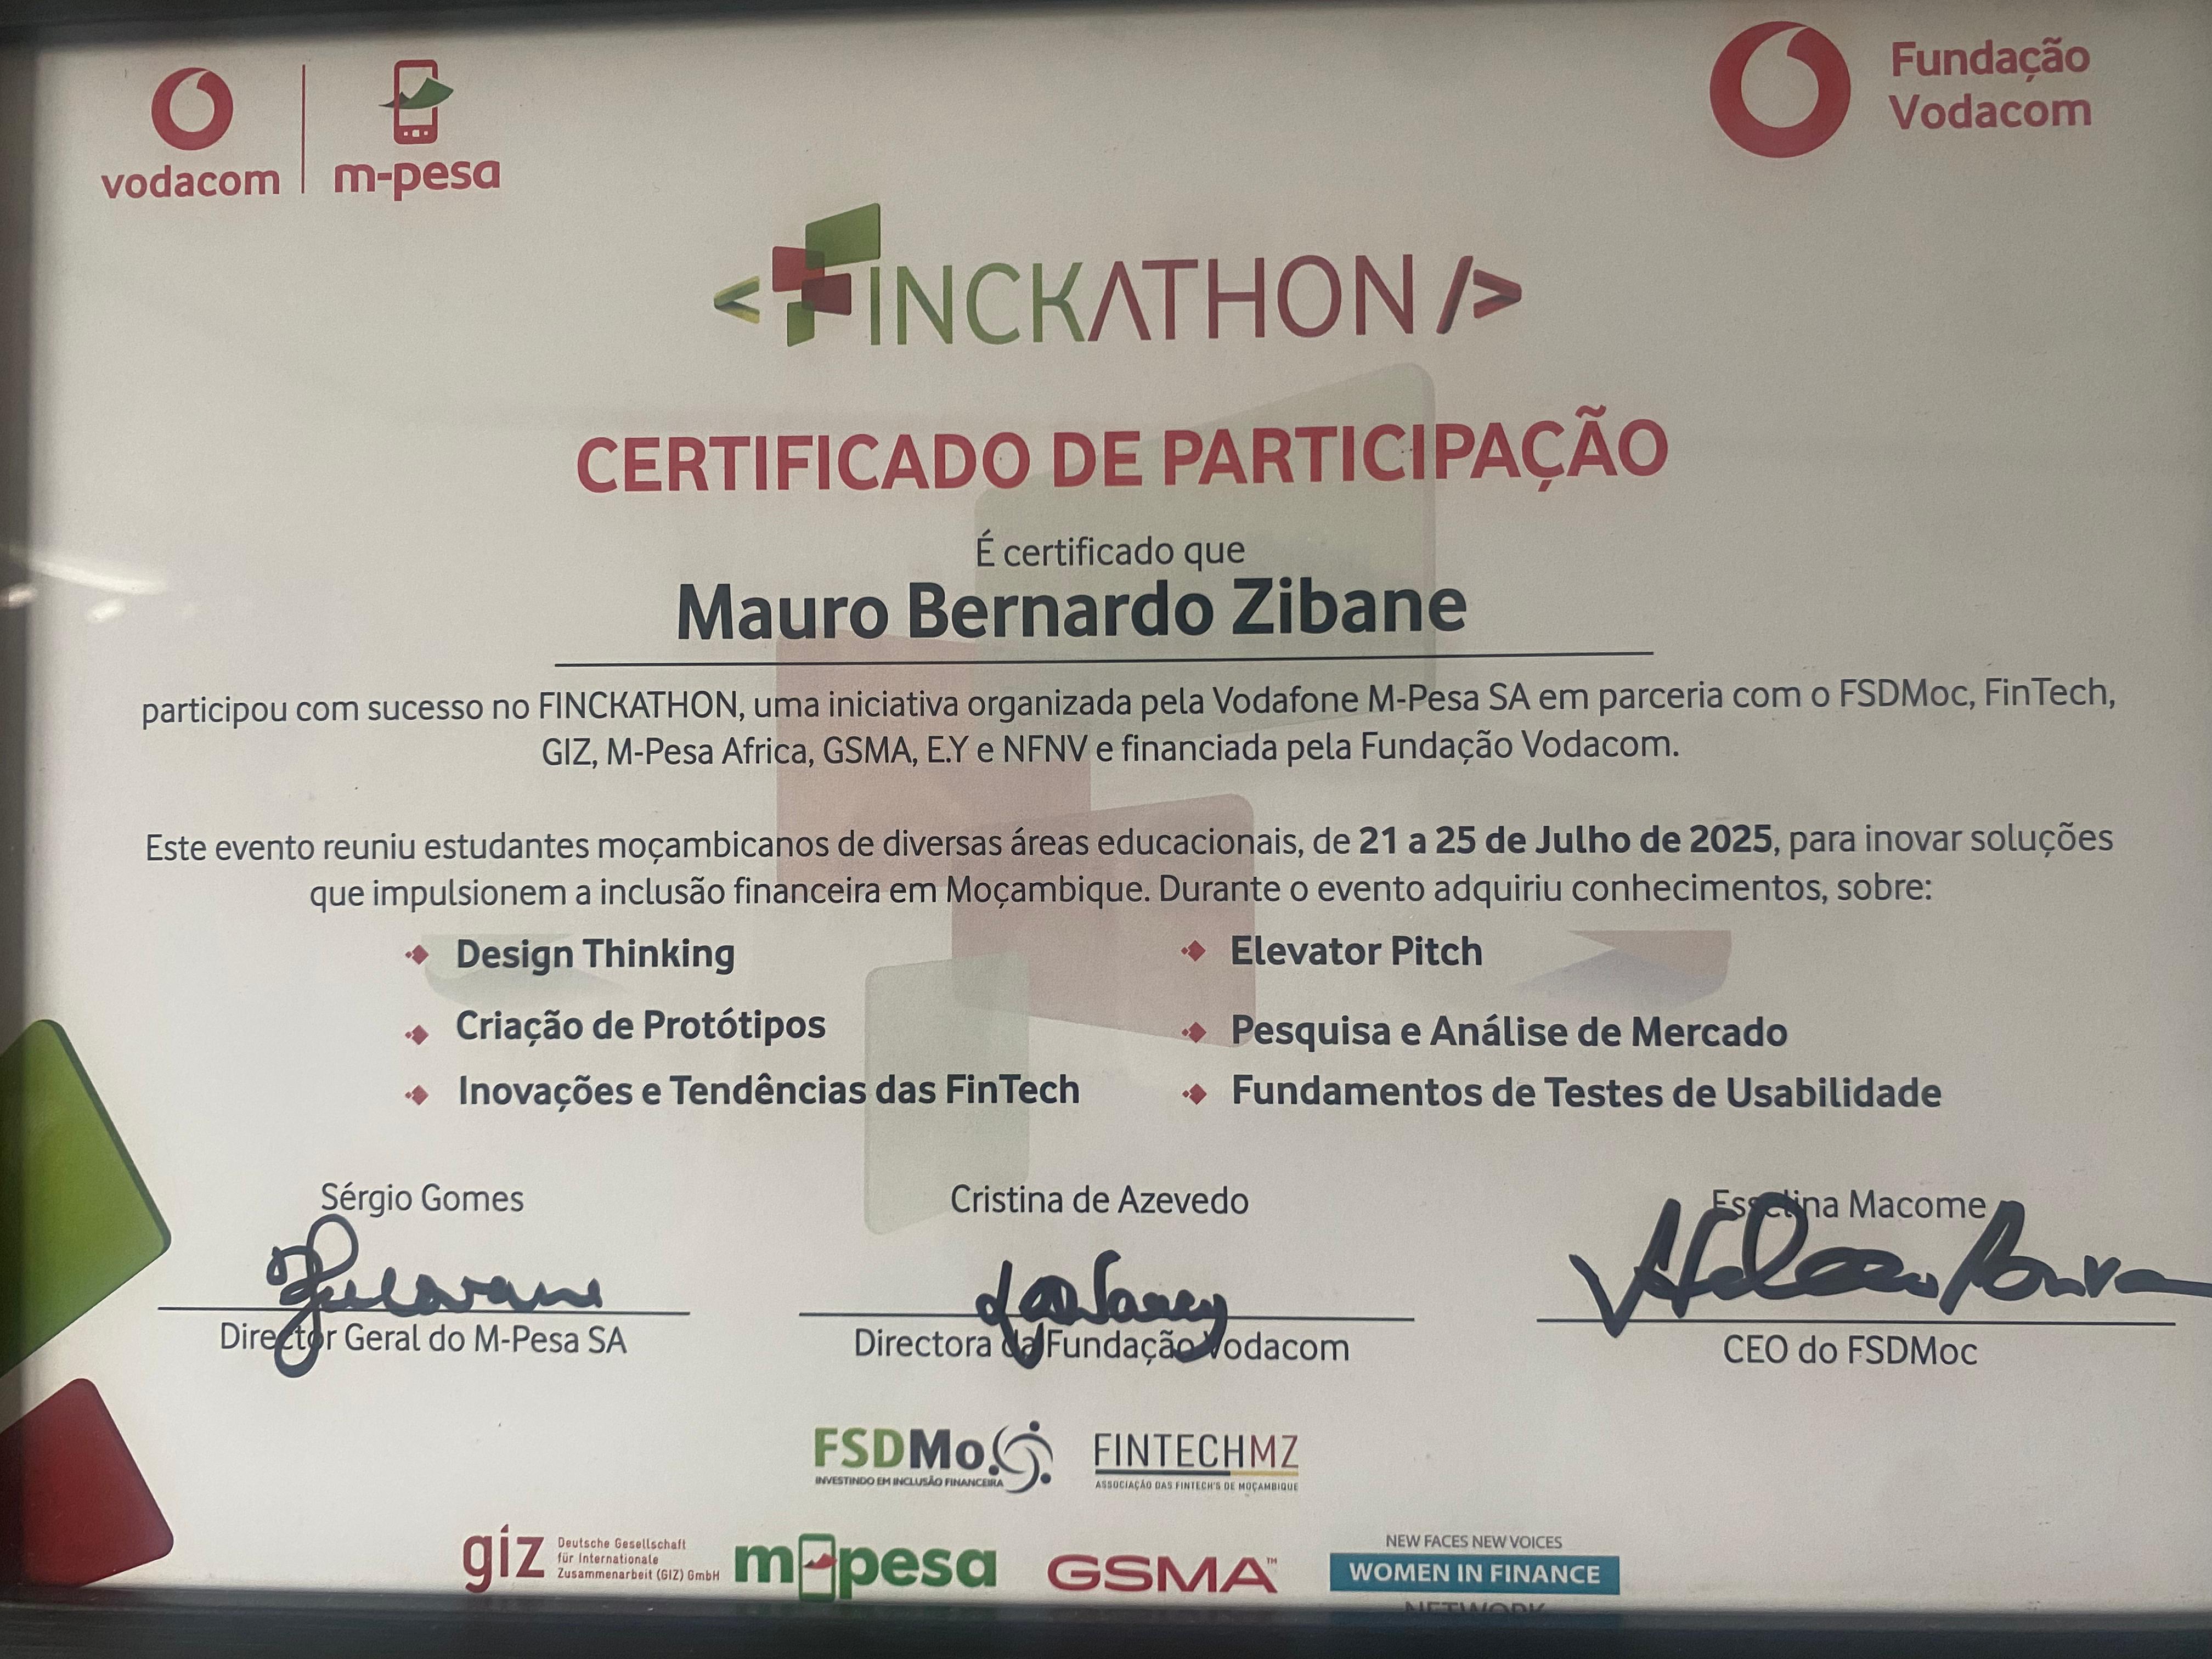 vodacom
m-pesa
Fundação
Vodacom
<FINCKATHON/>
CERTIFICADO DE PARTICIPAÇÃO
É certificado que
Mauro Bernardo Zibane
participou com sucesso no FINCKATHON, uma iniciativa organizada pela Vodafone M-Pesa SA em parceria com o FSDMoc, FinTech,
GIZ, M-Pesa Africa, GSMA, E.Y e NFNV e financiada pela Fundação Vodacom.
Este evento reuniu estudantes moçambicanos de diversas áreas educacionais, de 21 a 25 de Julho de 2025, para inovar soluções
que impulsionem a inclusão financeira em Moçambique. Durante o evento adquiriu conhecimentos, sobre:
Design Thinking
Criação de Protótipos
Inovações e Tendências das FinTech
Elevator Pitch
Pesquisa e Análise de Mercado
Fundamentos de Testes de Usabilidade
Sérgio Gomes
Director Geral do M-Pesa SA
Cristina de Azevedo
Directora da Fundação Vodacom
Macome
CEO do FSDMoc
FSDMo
INVESTINDO EM INCLUSÃO FINANCEIRA
FINTECHMZ
ASSOCIAÇÃO DAS FINTECH'S DE MOÇAMBIQUE
giz
Deutsche Gesellschaft
für Internationale
Zusammenarbeit (GIZ) GmbH
m-pesa
GSMA™
NEW FACES NEW VOICES
WOMEN IN FINANCE
NETWORK